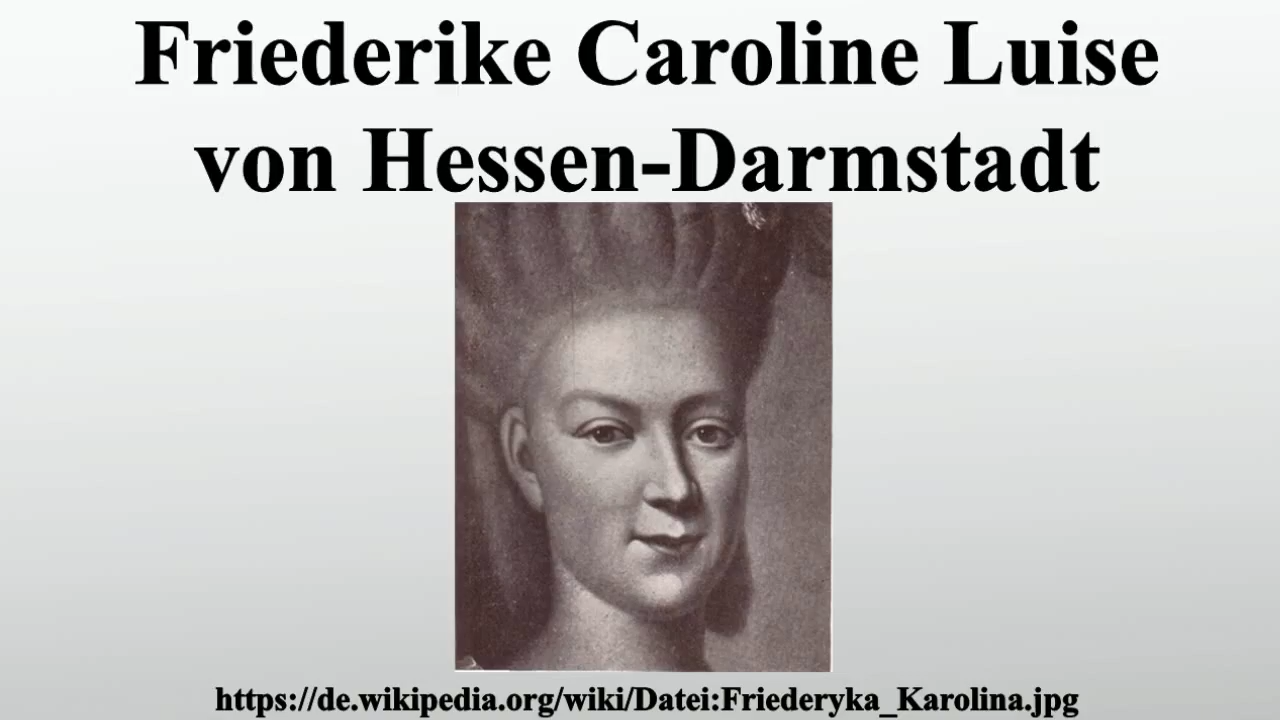 Friederike Caroline Luise
von Hessen-Darmstadt
https://de.wikipedia.org/wiki/Datei:Friederyka_Karolina.jpg